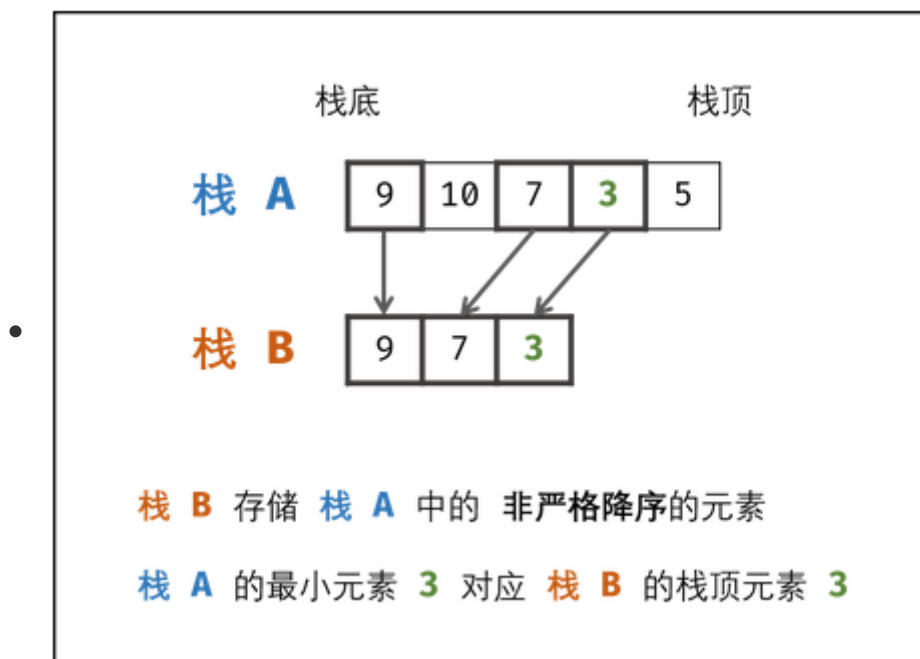 栈底 栈顶
栈 A 9 10 7 3 5
栈 B 9 7 3
栈 B 存储 栈 A 中的 非严格降序的元素
栈 A 的最小元素 3 对应 栈 B 的栈顶元素 3